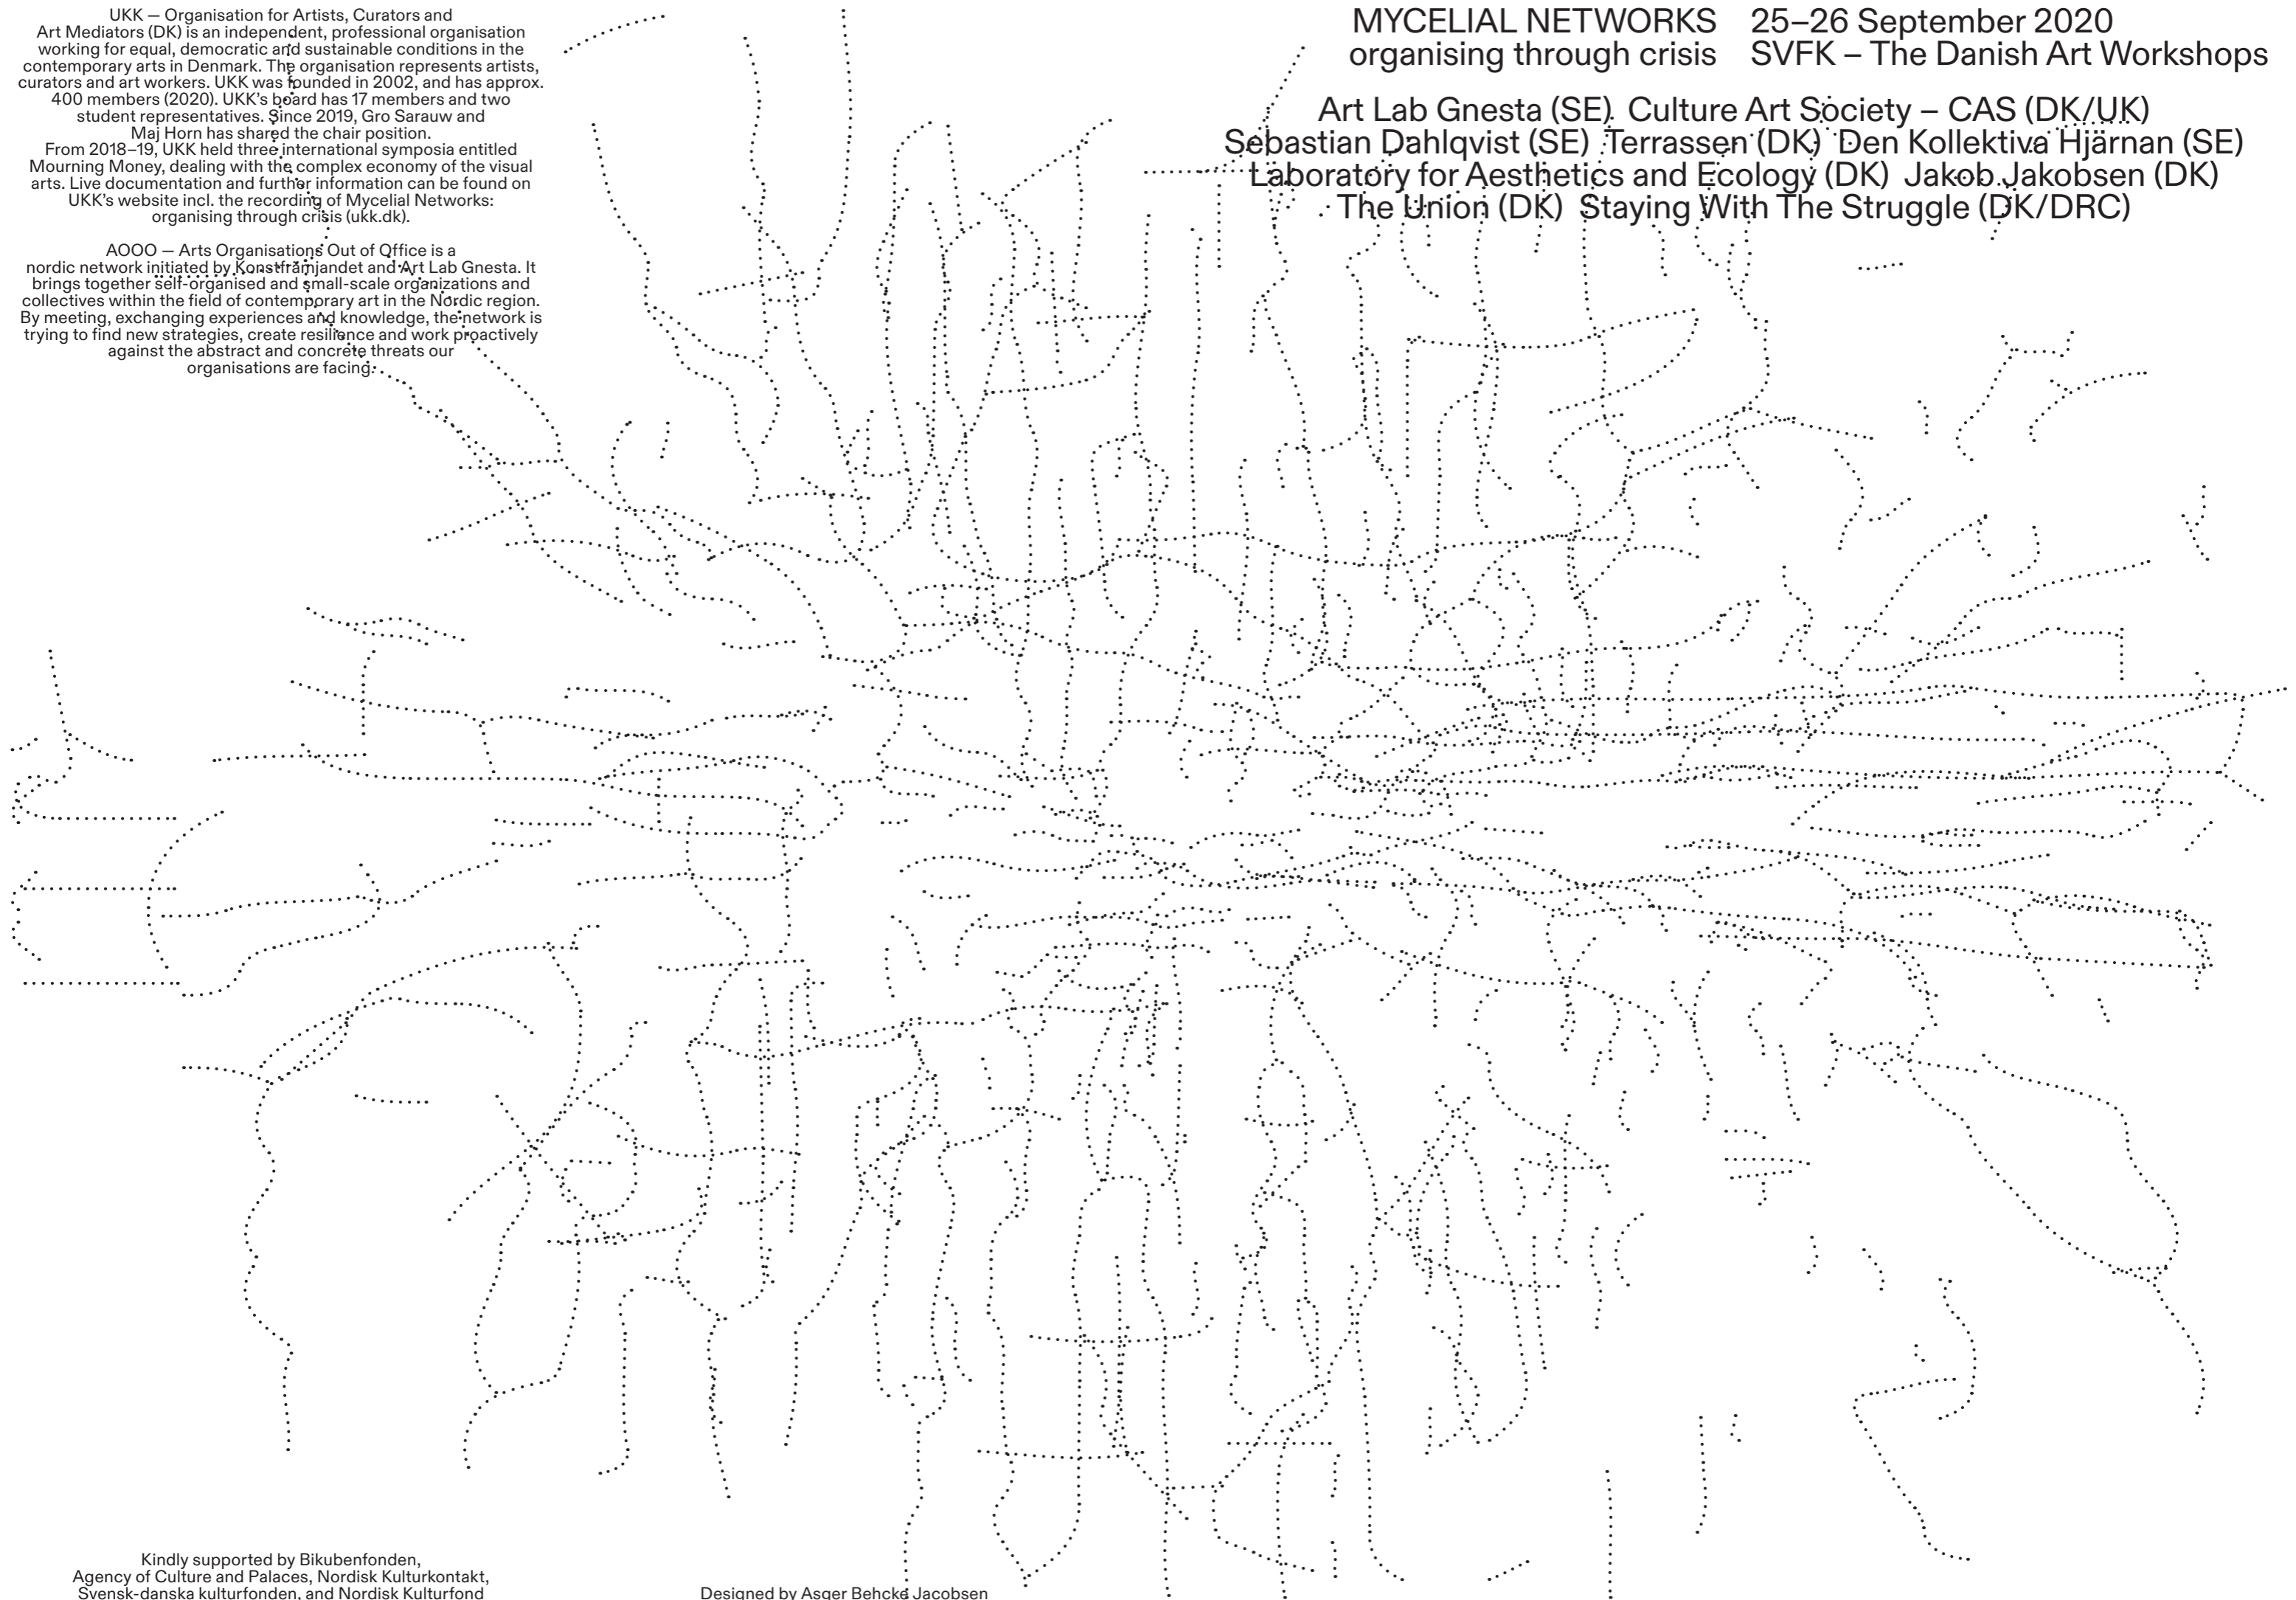 UKK — Organisation for Artists, Curators and
Art Mediators (DK) is an independent, professional organisation
working for equal, democratic and sustainable conditions in the
contemporary arts in Denmark. The organisation represents artists,
curators and art workers. UKK was founded in 2002, and has approx.
400 members (2020). UKK's board has 17 members and two
student representatives. Since 2019, Gro Sarauw and
Maj Horn has shared the chair position.
From 2018–19, UKK held three international symposia entitled
Mourning Money, dealing with the complex economy of the visual
arts. Live documentation and further information can be found on
UKK's website incl. the recording of Mycelial Networks:
organising through crisis (ukk.dk).
AOOO — Arts Organisations Out of Office is a
nordic network initiated by Konstfrämjandet and Art Lab Gnesta. It
brings together self-organised and small-scale organizations and
collectives within the field of contemporary art in the Nordic region.
By meeting, exchanging experiences and knowledge, the network is
trying to find new strategies, create resilience and work proactively
against the abstract and concrete threats our
organisations are facing.
MYCELIAL NETWORKS 25–26 September 2020
organising through crisis SVFK – The Danish Art Workshops
Art Lab Gnesta (SE) Culture Art Society – CAS (DK/UK)
Sebastian Dahlqvist (SE) Terrassen (DK) Den Kollektiva Hjärnan (SE)
Laboratory for Aesthetics and Ecology (DK) Jakob Jakobsen (DK)
The Union (DK) Staying With The Struggle (DK/DRC)
Kindly supported by Bikubenfonden,
Agency of Culture and Palaces, Nordisk Kulturkontakt,
Svensk-danska kulturfonden, and Nordisk Kulturfond
Designed by Asger Behcke Jacobsen